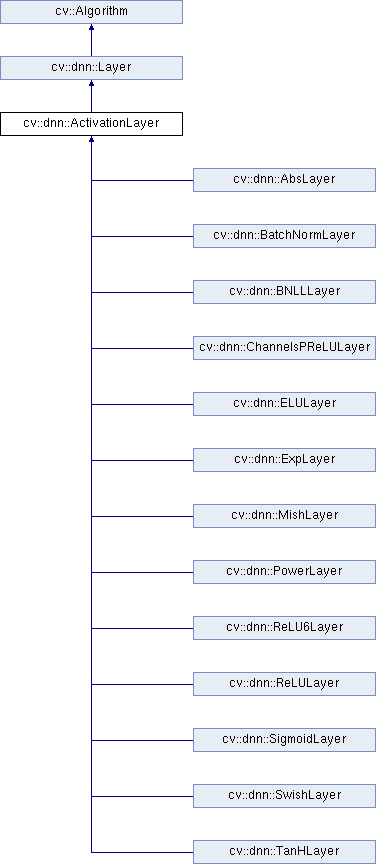 cv::Algorithm
cv::dnn::Layer
cv::dnn::ActivationLayer
cv::dnn::AbsLayer
cv::dnn::BatchNormLayer
cv::dnn::BNLLLayer
cv::dnn::ChannelsPReLULayer
cv::dnn::ELULayer
cv::dnn::ExpLayer
cv::dnn::MishLayer
cv::dnn::PowerLayer
cv::dnn::ReLU6Layer
cv::dnn::ReLULayer
cv::dnn::SigmoidLayer
cv::dnn::SwishLayer
cv::dnn::TanHLayer